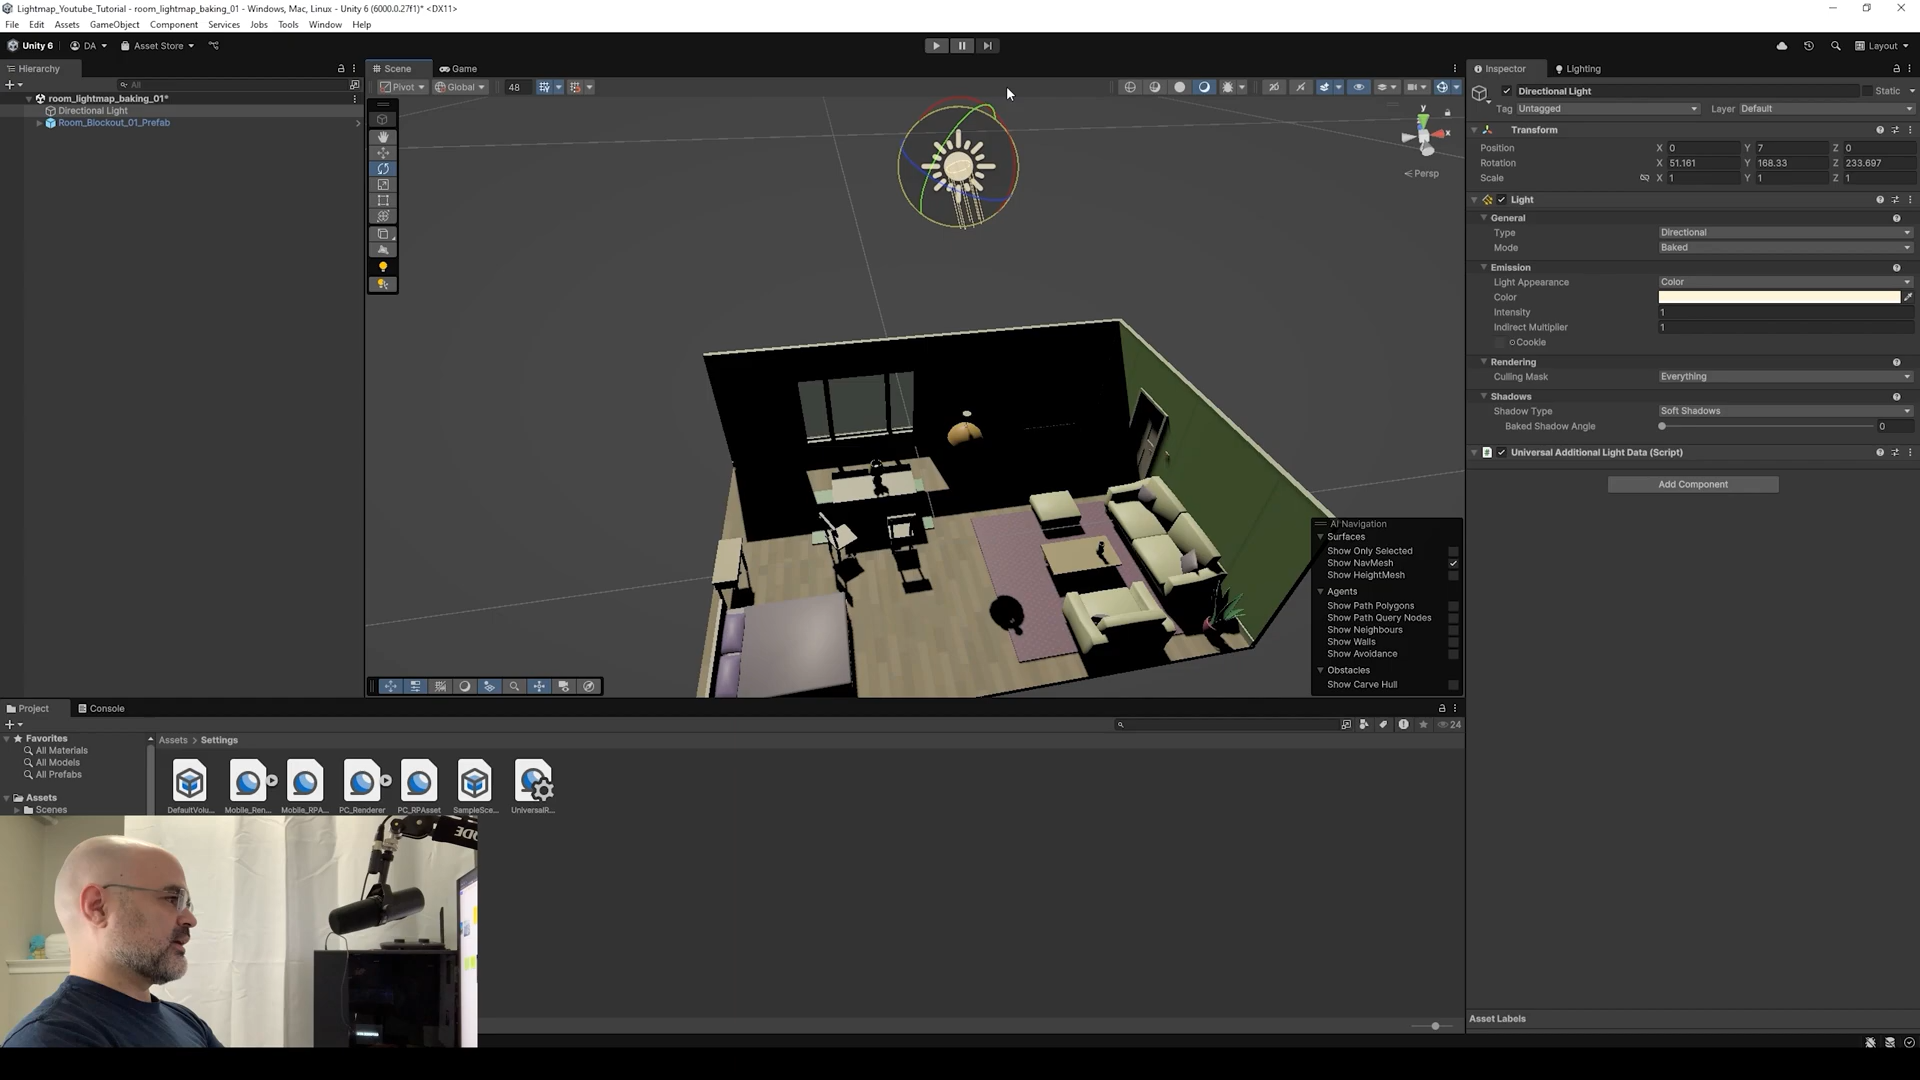 Lightmap_Youtube_Tutorial - room_lightmap_baking_01 - Windows, Mac, Linux - Unity 6 (6000.0.27f1)* <DX11>
File Edit Assets GameObject Component Services Jobs Tools Window Help
Unity 6 DA Asset Store Layout
Hierarchy Scene Game Inspector Lighting
All
Pivot Global 48
room_lightmap_baking_01*
Directional Light
Room_Blockout_01_Prefab
y
x
Persp
Directional Light Static
Tag Untagged Layer Default
Transform
Position X 0 Y 7 Z 0
Rotation X 51.161 Y 168.33 Z 233.697
Scale X 1 Y 1 Z 1
Light
General
Type Directional
Mode Baked
Emission
Light Appearance Color
Color
Intensity 1
Indirect Multiplier 1
Cookie
Rendering
Culling Mask Everything
Shadows
Shadow Type Soft Shadows
Baked Shadow Angle 0
Universal Additional Light Data (Script)
Add Component
AI Navigation
Surfaces
Show Only Selected
Show NavMesh
Show HeightMesh
Agents
Show Path Polygons
Show Path Query Nodes
Show Neighbours
Show Walls
Show Avoidance
Obstacles
Show Carve Hull
Project Console
24
Favorites
All Materials
All Models
All Prefabs
Assets
Scenes
Assets > Settings
DefaultVolu... Mobile_Ren... Mobile_RPA... PC_Renderer PC_RPAsset SampleSce... UniversalR...
Asset Labels